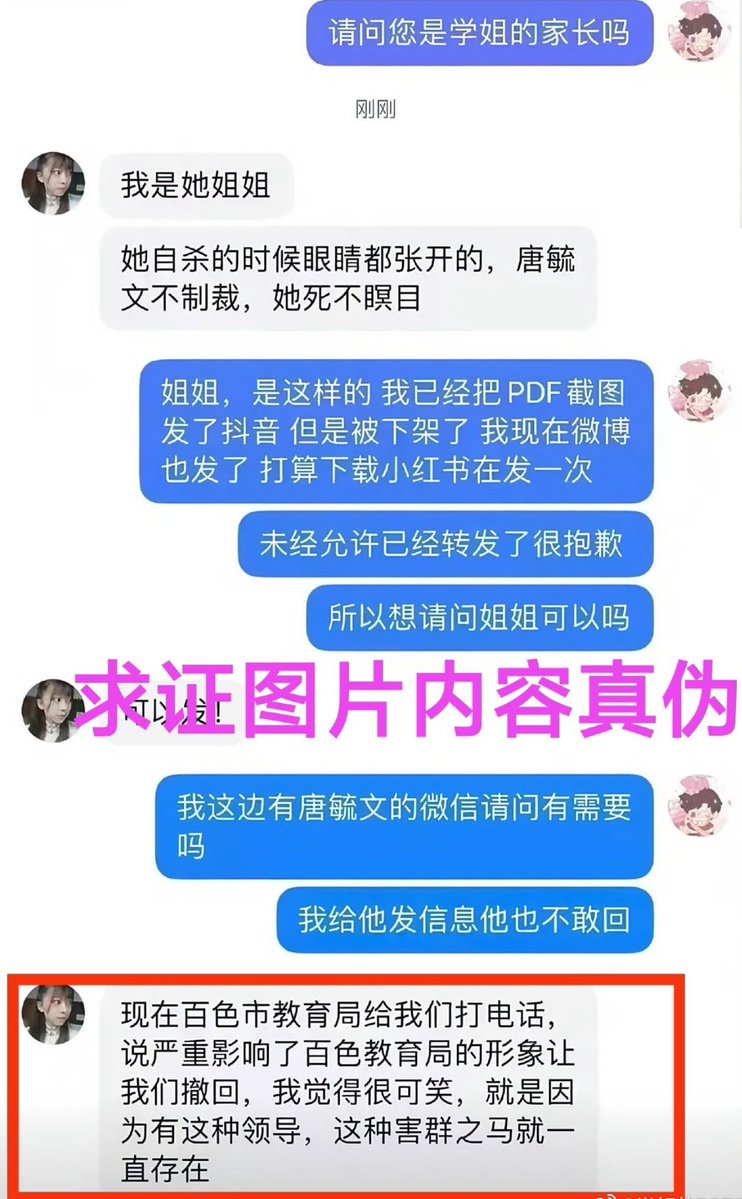 请问您是学姐的家长吗
刚刚
我是她姐姐
她自杀的时候眼睛都张开的，唐毓
文不制裁，她死不瞑目
姐姐，是这样的 我已经把PDF截图
发了抖音 但是被下架了 我现在微博
也发了 打算下载小红书在发一次
未经允许已经转发了很抱歉
所以想请问姐姐可以吗
求证图片内容真伪
可以发！
我这边有唐毓文的微信请问有需要
吗
我给他发信息他也不敢回
现在百色市教育局给我们打电话，
说严重影响了百色教育局的形象让
我们撤回，我觉得很可笑，就是因
为有这种领导，这种害群之马就一
直存在